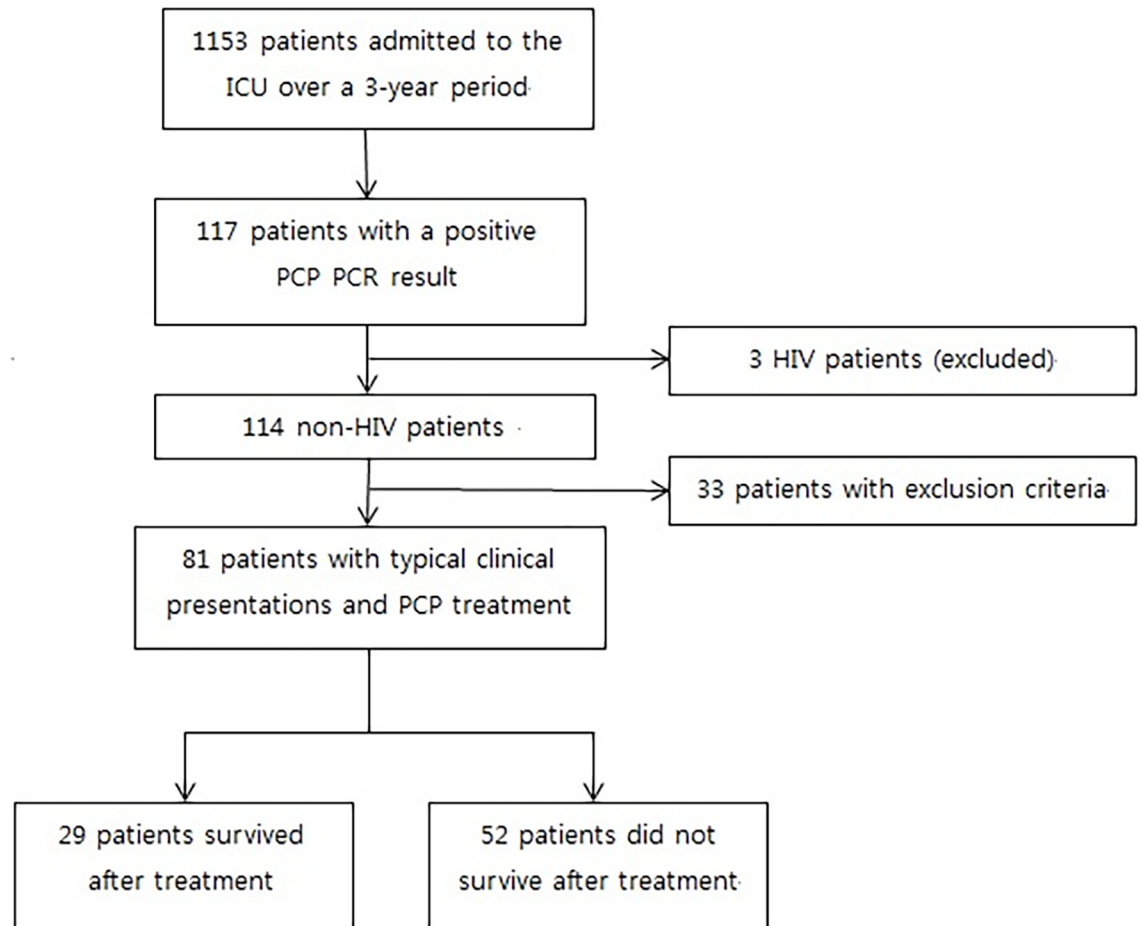 1153 patients admitted to the
ICU over a 3-year period
117 patients with a positive
PCP PCR result
3 HIV patients (excluded)
114 non-HIV patients
33 patients with exclusion criteria
81 patients with typical clinical
presentations and PCP treatment
29 patients survived
after treatment
52 patients did not
survive after treatment